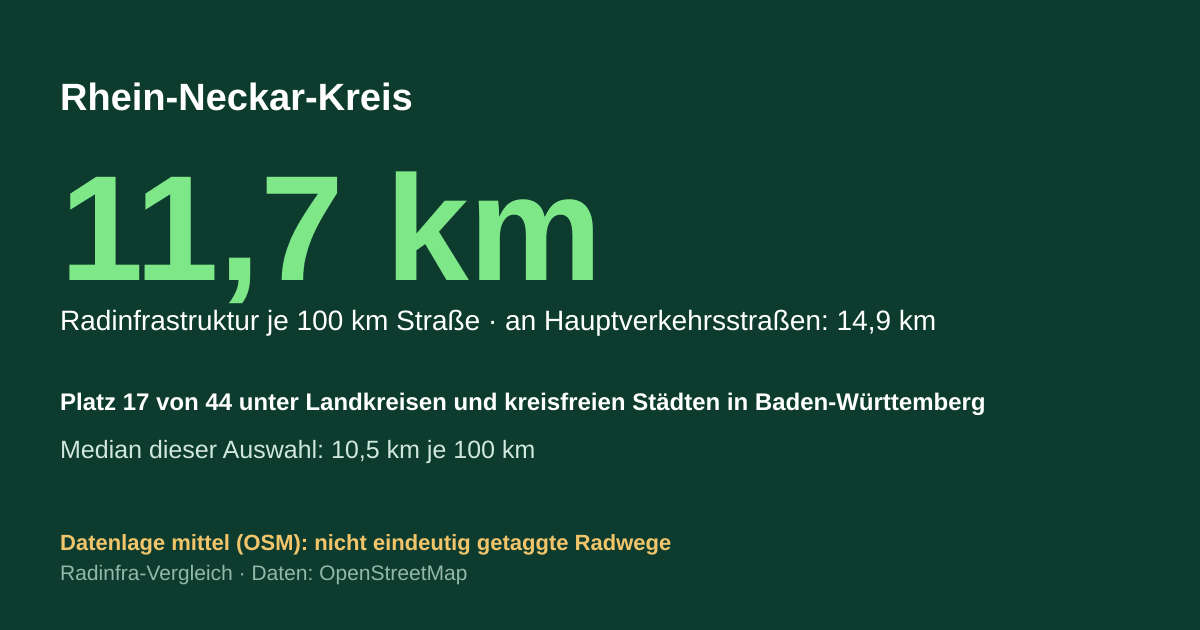 Rhein-Neckar-Kreis
11,7 km
Radinfrastruktur je 100 km Straße · an Hauptverkehrsstraßen: 14,9 km
Platz 17 von 44 unter Landkreisen und kreisfreien Städten in Baden-Württemberg
Median dieser Auswahl: 10,5 km je 100 km
Datenlage mittel (OSM): nicht eindeutig getaggte Radwege
Radinfra-Vergleich · Daten: OpenStreetMap